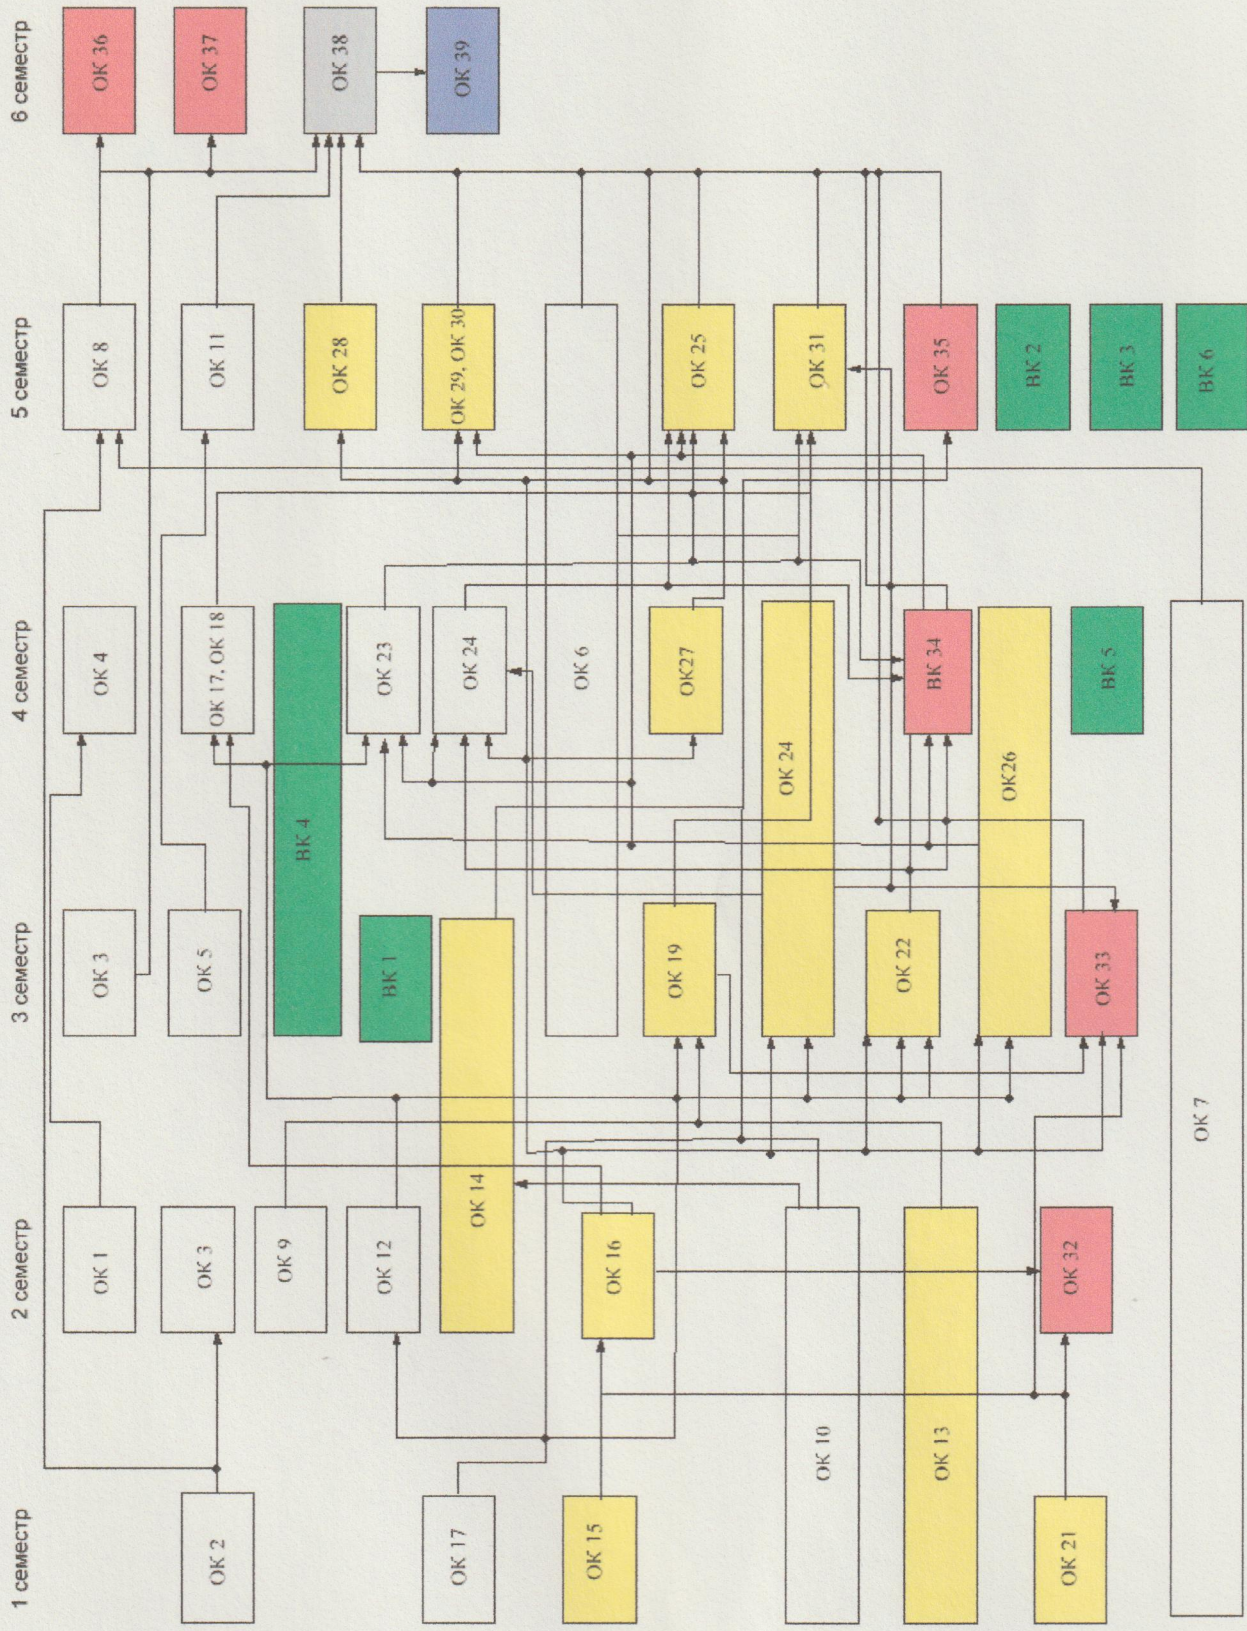 1 семестр
2 семестр
3 семестр
4 семестр
5 семестр
6 семестр
ОК 2
ОК 17
ОК 15
ОК 10
ОК 13
ОК 21
ОК 7
ОК 1
ОК 3
ОК 9
ОК 12
ОК 14
ОК 16
ОК 32
ОК 3
ОК 5
ВК 4
ВК 1
ОК 19
ОК 22
ОК 33
ОК 4
ОК 17, ОК 18
ОК 23
ОК 24
ОК 6
ОК27
ОК 24
ВК 34
ОК26
ВК 5
ОК 8
ОК 11
ОК 28
ОК 29, ОК 30
ОК 25
ОК 31
ОК 35
ВК 2
ВК 3
ВК 6
ОК 36
ОК 37
ОК 38
ОК 39